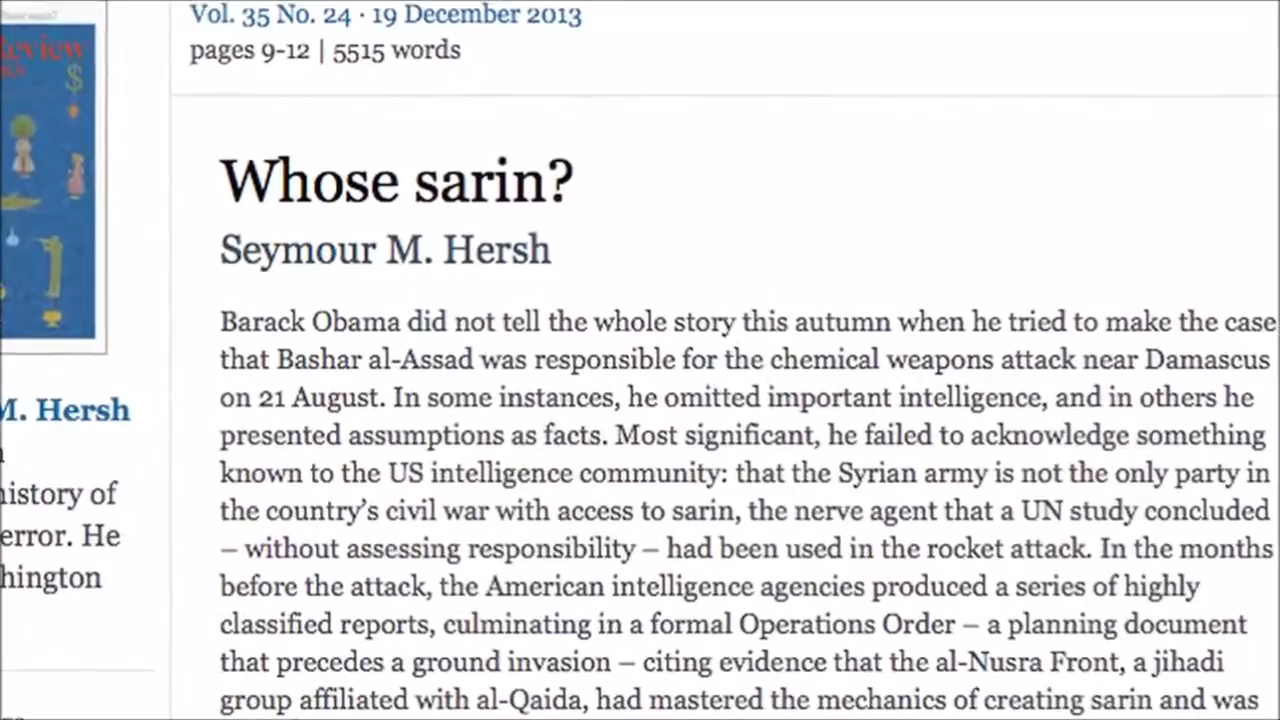 Vol. 35 No. 24 · 19 December 2013
pages 9-12 | 5515 words
Whose sarin?
Seymour M. Hersh
Barack Obama did not tell the whole story this autumn when he tried to make the case
that Bashar al-Assad was responsible for the chemical weapons attack near Damascus
on 21 August. In some instances, he omitted important intelligence, and in others he
presented assumptions as facts. Most significant, he failed to acknowledge something
known to the US intelligence community: that the Syrian army is not the only party in
the country’s civil war with access to sarin, the nerve agent that a UN study concluded
– without assessing responsibility – had been used in the rocket attack. In the months
before the attack, the American intelligence agencies produced a series of highly
classified reports, culminating in a formal Operations Order – a planning document
that precedes a ground invasion – citing evidence that the al-Nusra Front, a jihadi
group affiliated with al-Qaida, had mastered the mechanics of creating sarin and was
eview
$
M. Hersh
istory of
error. He
hington